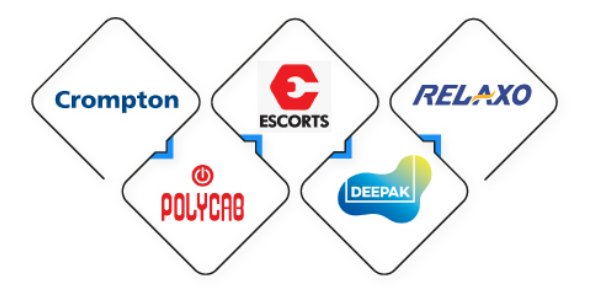 Crompton
ESCORTS
RELAXO
POLYCAB
DEEPAK